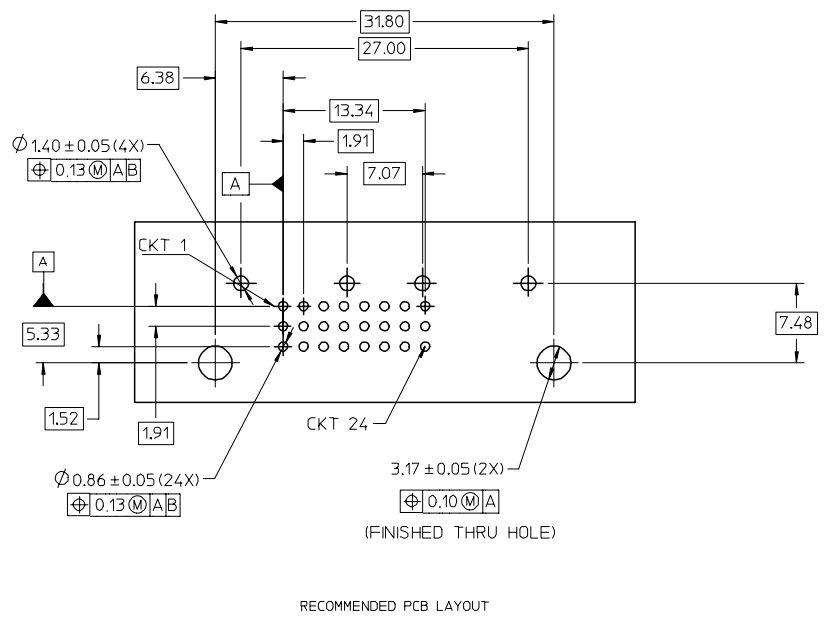 31.80
27.00
6.38
13.34
1.91
⌀1.40 ±0.05 (4X)
⌖ 0.13 Ⓜ A B
7.07
A
CKT 1
A
5.33
7.48
1.52
1.91
CKT 24
⌀0.86 ±0.05 (24X)
⌖ 0.13 Ⓜ A B
3.17 ±0.05 (2X)
⌖ 0.10 Ⓜ A
(FINISHED THRU HOLE)
RECOMMENDED PCB LAYOUT